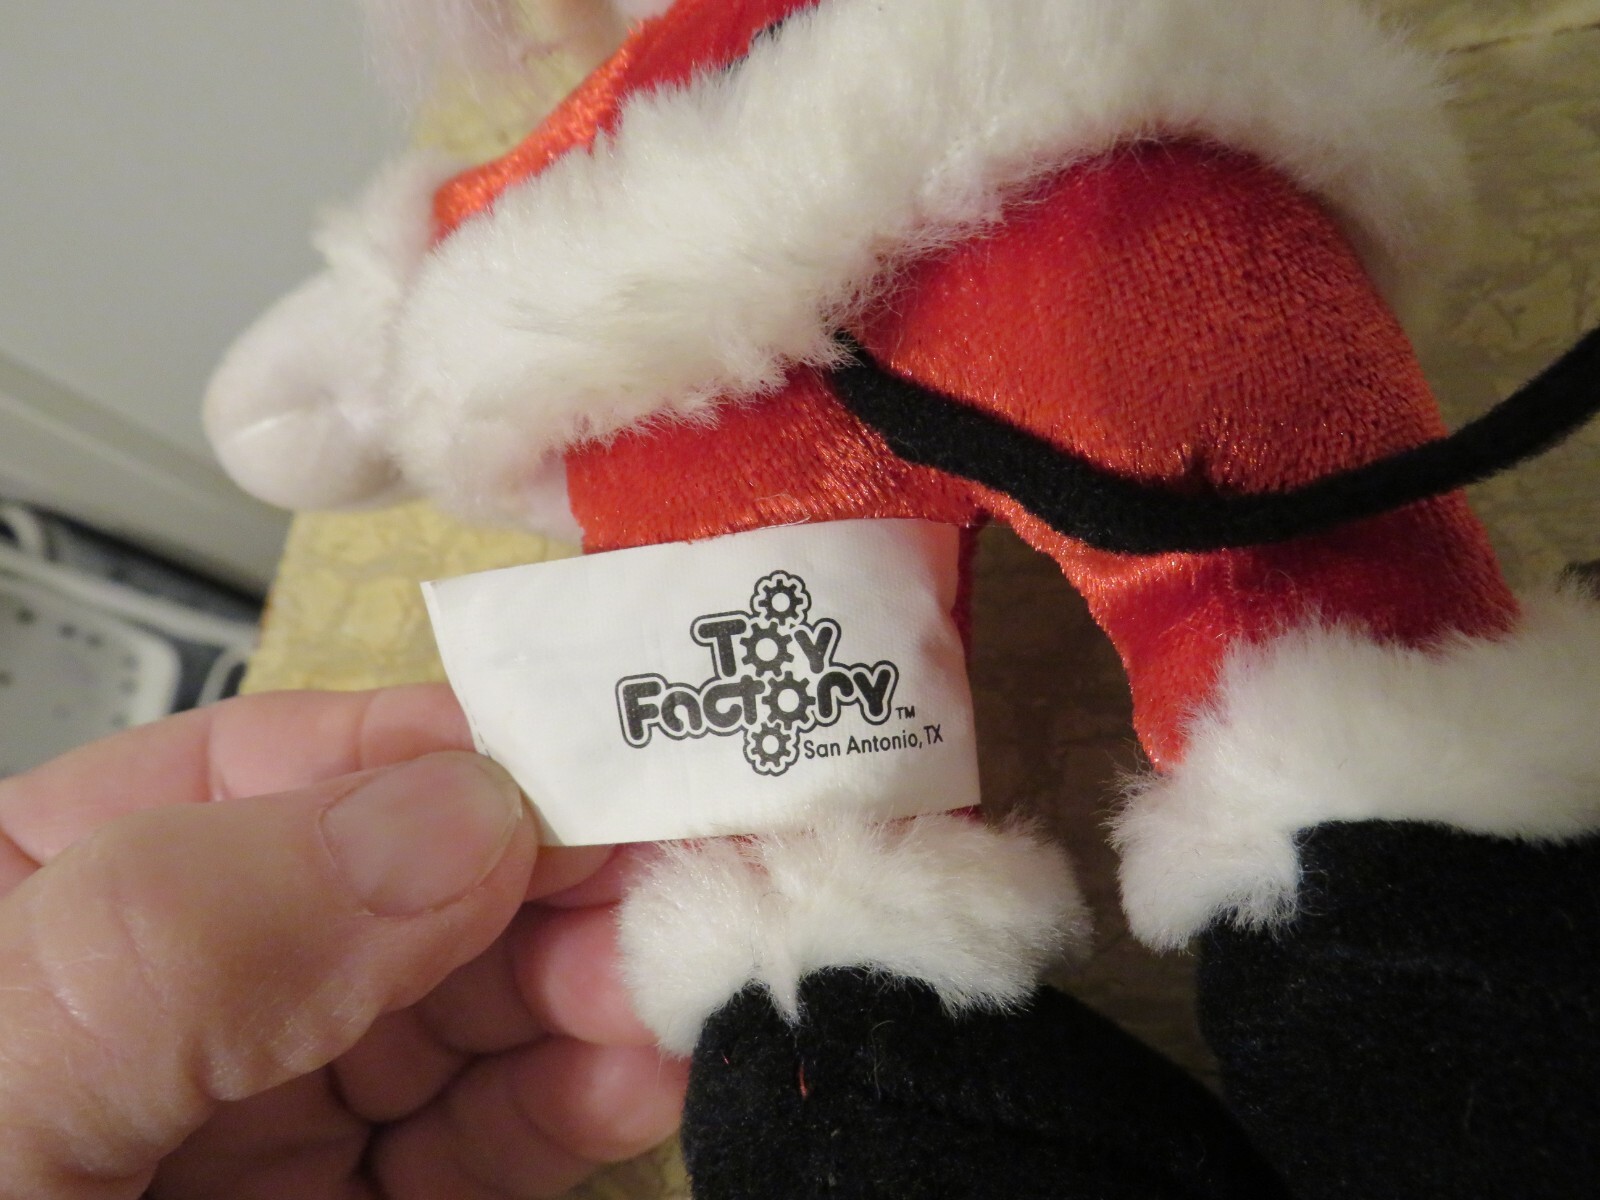 Toy
Factory™
San Antonio, TX